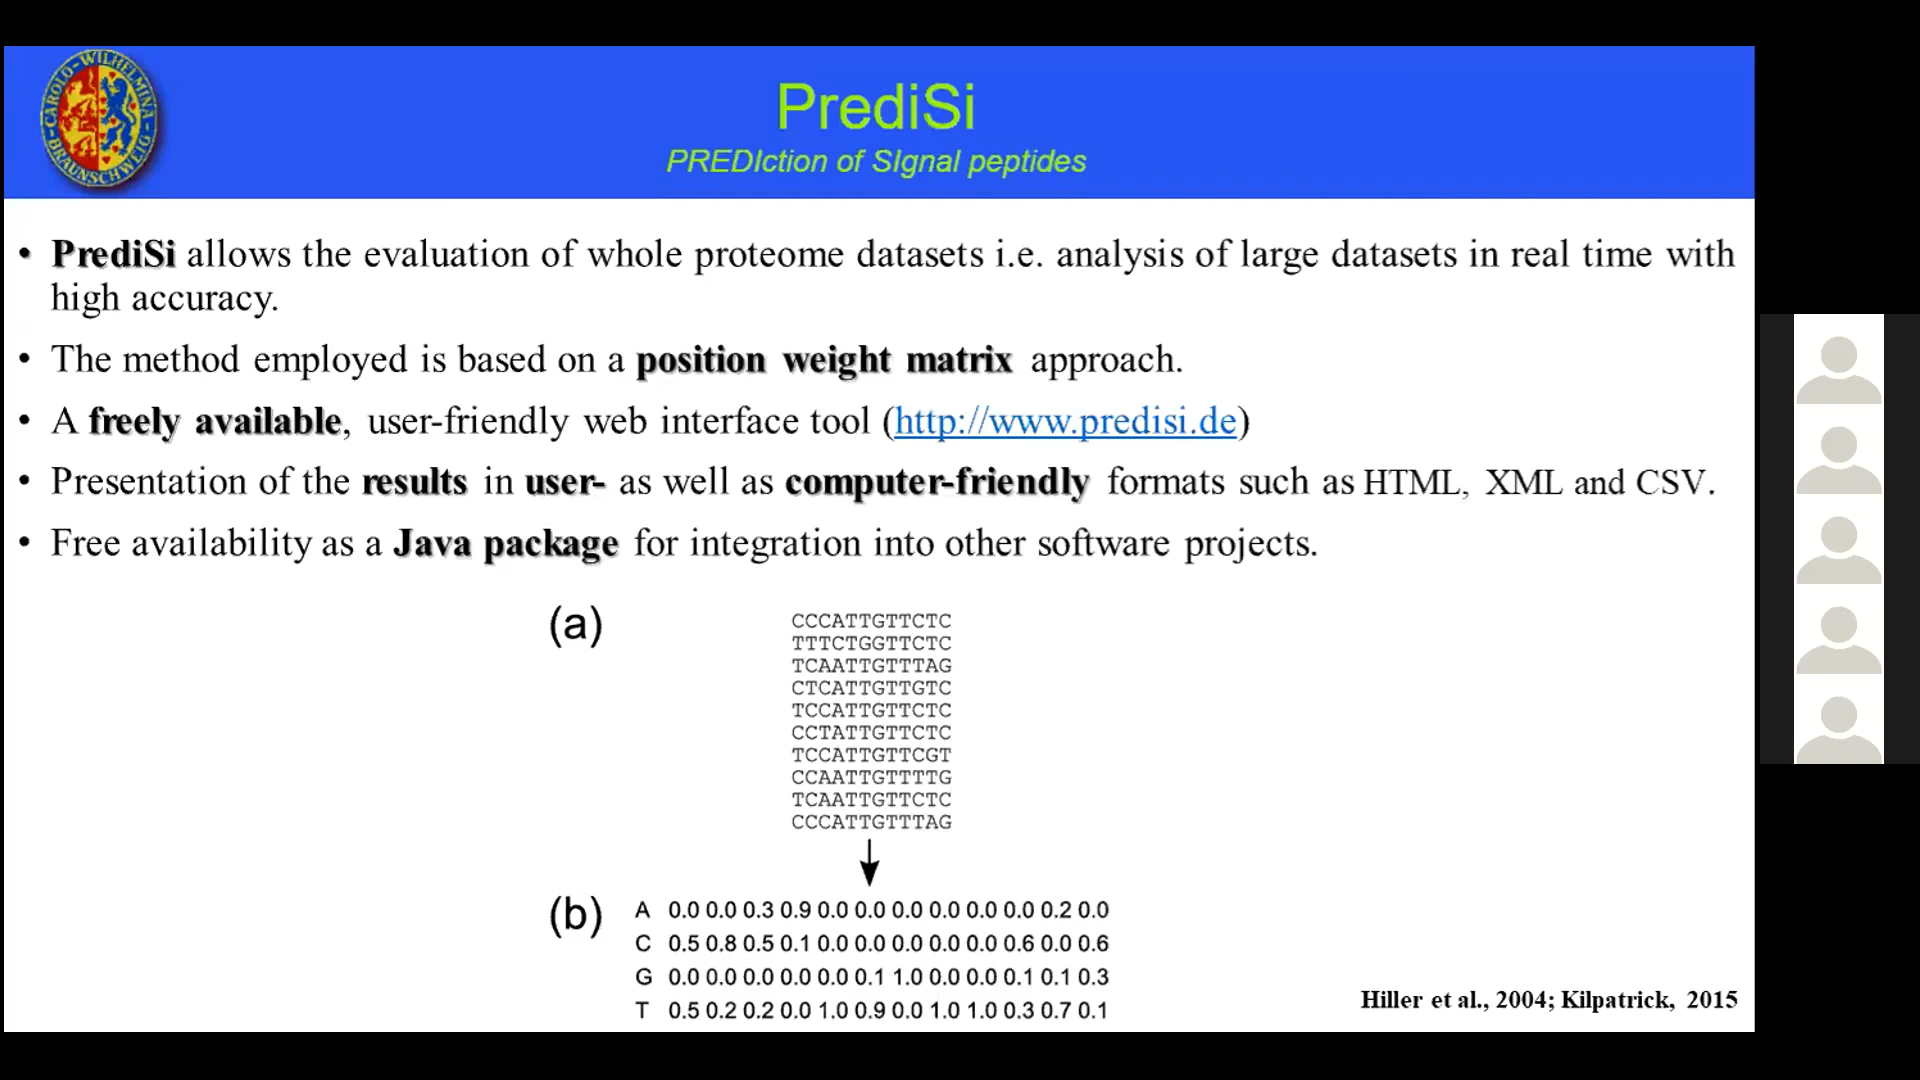 CAROLO-WILHELMINA
BRAUNSCHWEIG
PrediSi
PREDIction of SIgnal peptides
• PrediSi allows the evaluation of whole proteome datasets i.e. analysis of large datasets in real time with
high accuracy.
• The method employed is based on a position weight matrix approach.
• A freely available, user-friendly web interface tool (http://www.predisi.de)
• Presentation of the results in user- as well as computer-friendly formats such as HTML, XML and CSV.
• Free availability as a Java package for integration into other software projects.
(a)
CCCATTGTTCTC
TTTCTGGTTCTC
TCAATTGTTTAG
CTCATTGTTGTC
TCCATTGTTCTC
CCTATTGTTCTC
TCCATTGTTCGT
CCAATTGTTTTG
TCAATTGTTCTC
CCCATTGTTTAG
(b)
A 0.0 0.0 0.3 0.9 0.0 0.0 0.0 0.0 0.0 0.0 0.2 0.0
C 0.5 0.8 0.5 0.1 0.0 0.0 0.0 0.0 0.0 0.6 0.0 0.6
G 0.0 0.0 0.0 0.0 0.0 0.1 1.0 0.0 0.0 0.1 0.1 0.3
T 0.5 0.2 0.2 0.0 1.0 0.9 0.0 1.0 1.0 0.3 0.7 0.1
Hiller et al., 2004; Kilpatrick, 2015